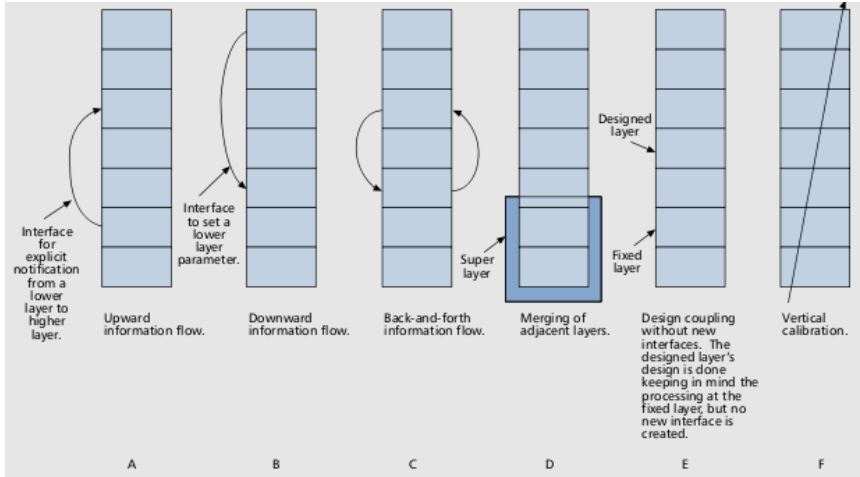 Interface
for
explicit
notification
from a
lower
layer to
higher
layer.
Upward
information flow.
Interface
to set a
lower
layer
parameter.
Downward
information flow.
Back-and-forth
information flow.
Super
layer
Merging of
adjacent layers.
Designed
layer
Fixed
layer
Design coupling
without new
interfaces. The
designed layer's
design is done
keeping in mind the
processing at the
fixed layer, but no
new interface is
created.
Vertical
calibration.
A
B
C
D
E
F